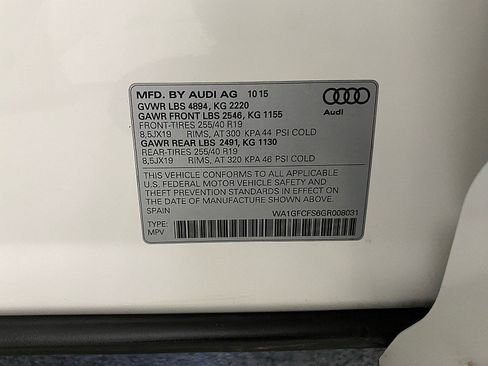 MFD. BY AUDI AG 10 15
GVWR LBS 4894, KG 2220
GAWR FRONT LBS 2546, KG 1155
FRONT-TIRES 255/40 R19
8,5JX19 RIMS, AT 300 KPA 44 PSI COLD
GAWR REAR LBS 2491, KG 1130
REAR-TIRES 255/40 R19
8,5JX19 RIMS, AT 320 KPA 46 PSI COLD
Audi
THIS VEHICLE CONFORMS TO ALL APPLICABLE
U.S. FEDERAL MOTOR VEHICLE SAFETY AND
THEFT PREVENTION STANDARDS IN EFFECT ON
THE DATE OF MANUFACTURE SHOWN ABOVE.
SPAIN WA1GFCFS6GR008031
TYPE:
MPV